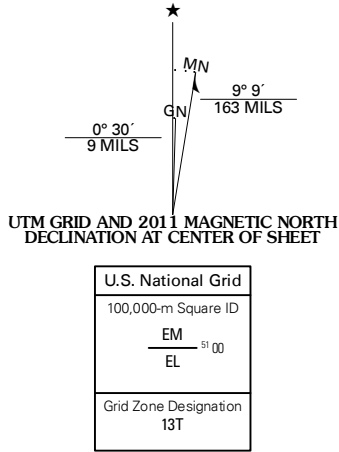 ★
MN
GN
9° 9´
163 MILS
0° 30´
9 MILS
UTM GRID AND 2011 MAGNETIC NORTH
DECLINATION AT CENTER OF SHEET
U.S. National Grid
100,000-m Square ID
EM
51 00
EL
Grid Zone Designation
13T